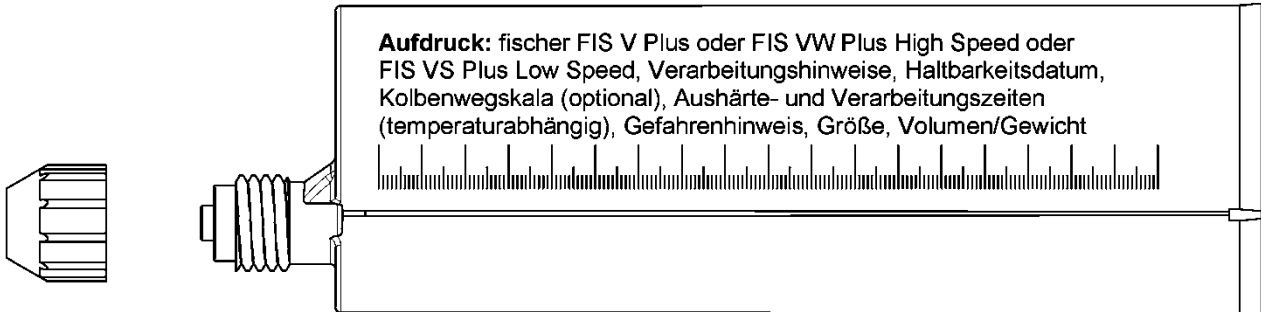 Aufdruck: fischer FIS V Plus oder FIS VW Plus High Speed oder
FIS VS Plus Low Speed, Verarbeitungshinweise, Haltbarkeitsdatum,
Kolbenwegskala (optional), Aushärte- und Verarbeitungszeiten
(temperaturabhängig), Gefahrenhinweis, Größe, Volumen/Gewicht